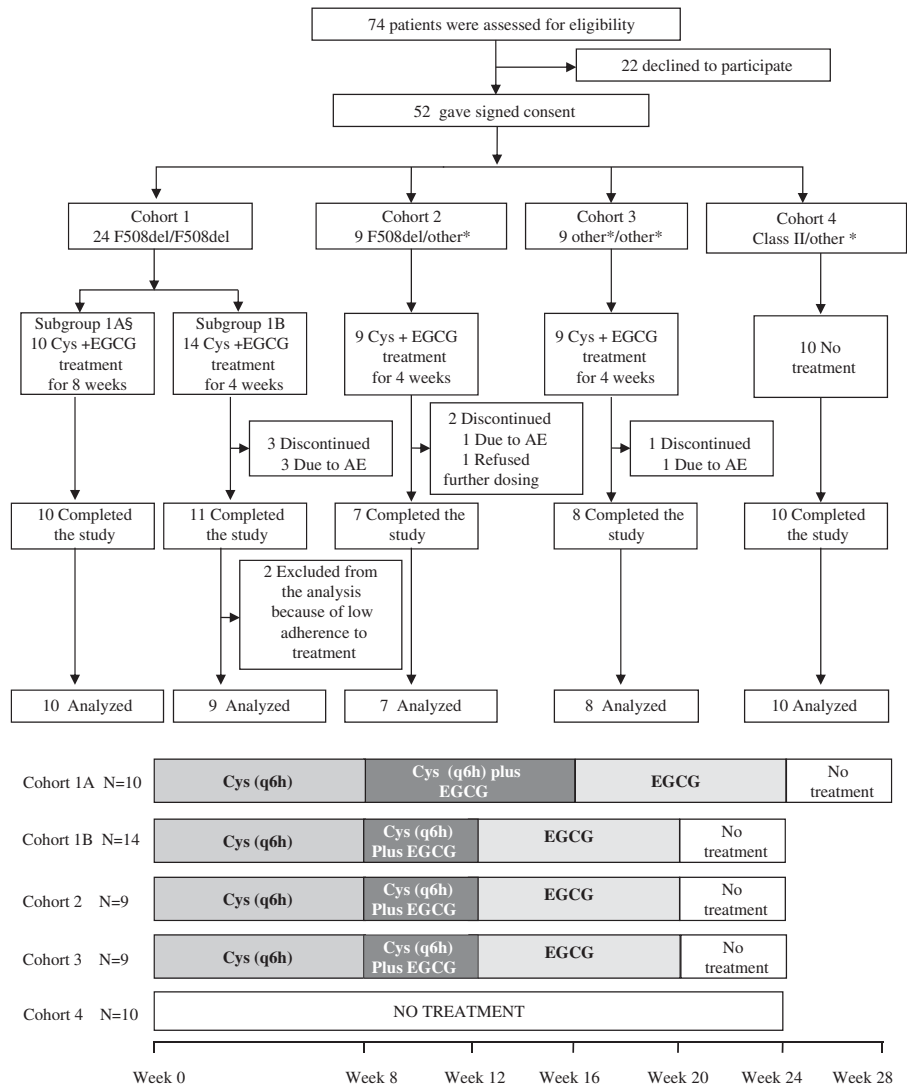 74 patients were assessed for eligibility
22 declined to participate
52 gave signed consent
Cohort 1
24 F508del/F508del
Cohort 2
9 F508del/other*
Cohort 3
9 other*/other*
Cohort 4
Class II/other *
Subgroup 1A§
10 Cys +EGCG
treatment
for 8 weeks
Subgroup 1B
14 Cys +EGCG
treatment
for 4 weeks
9 Cys + EGCG
treatment
for 4 weeks
9 Cys + EGCG
treatment
for 4 weeks
10 No
treatment
3 Discontinued
3 Due to AE
2 Discontinued
1 Due to AE
1 Refused
further dosing
1 Discontinued
1 Due to AE
10 Completed
the study
11 Completed
the study
7 Completed the
study
8 Completed the
study
10 Completed
the study
2 Excluded from
the analysis
because of low
adherence to
treatment
10 Analyzed
9 Analyzed
7 Analyzed
8 Analyzed
10 Analyzed
Cohort 1A N=10
Cys (q6h)
Cys (q6h) plus
EGCG
EGCG
No
treatment
Cohort 1B N=14
Cys (q6h)
Cys (q6h)
Plus EGCG
EGCG
No
treatment
Cohort 2 N=9
Cys (q6h)
Cys (q6h)
Plus EGCG
EGCG
No
treatment
Cohort 3 N=9
Cys (q6h)
Cys (q6h)
Plus EGCG
EGCG
No
treatment
Cohort 4 N=10
NO TREATMENT
Week 0 Week 8 Week 12 Week 16 Week 20 Week 24 Week 28